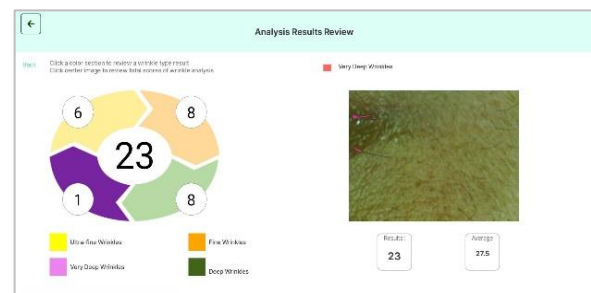 Analysis Results Review
Click a color section to review a wrinkle type result
Click center image to review total scores of wrinkle analysis
Very Deep Wrinkles
6
8
23
1
8
Ultra-fine Wrinkles
Fine Wrinkles
Very Deep Wrinkles
Deep Wrinkles
Results
23
Average
27.5